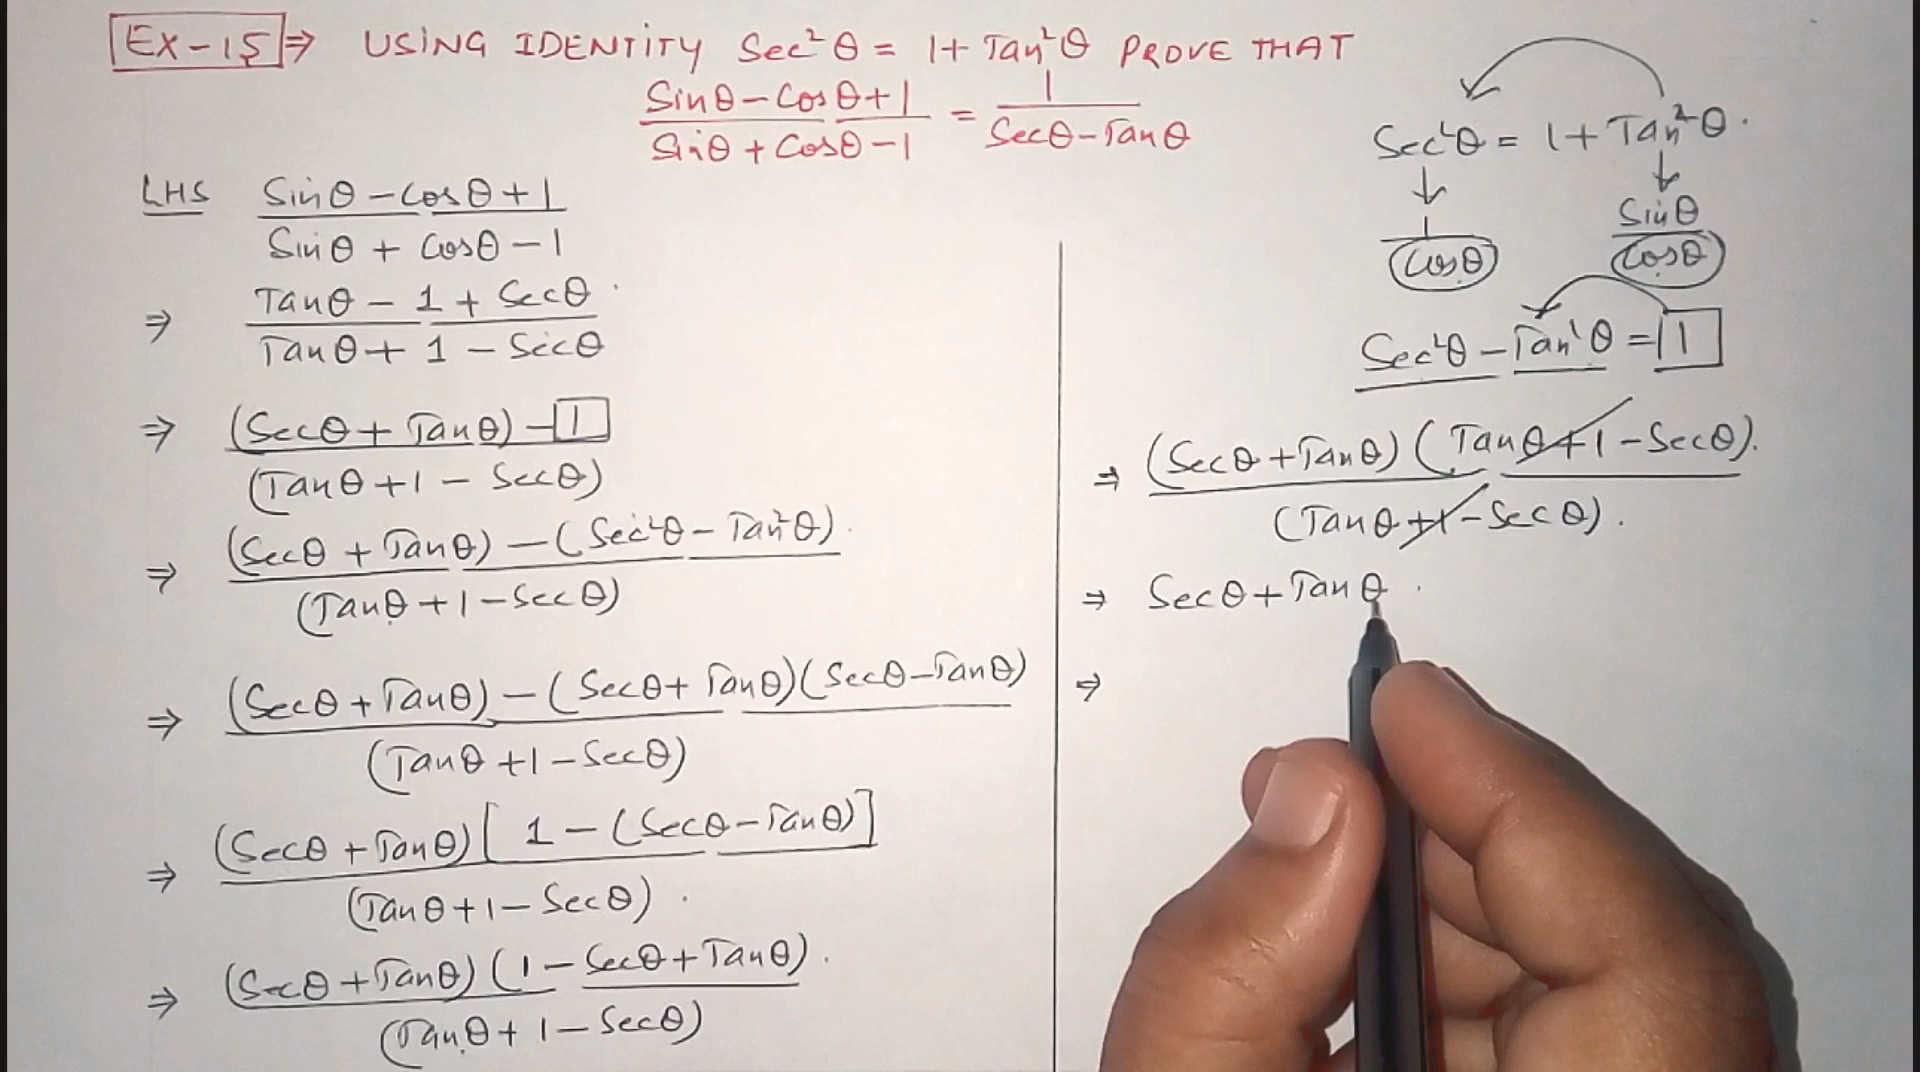 EX-15 ⇒ USING IDENTITY Sec²θ = 1 + Tan²θ PROVE THAT
Sinθ - Cosθ + 1 / Sinθ + Cosθ - 1 = 1 / Secθ - Tanθ
LHS Sinθ - Cosθ + 1 / Sinθ + Cosθ - 1
⇒ Tanθ - 1 + Secθ / Tanθ + 1 - Secθ
⇒ (Secθ + Tanθ) - 1 / (Tanθ + 1 - Secθ)
⇒ (Secθ + Tanθ) - (Sec²θ - Tan²θ) / (Tanθ + 1 - Secθ)
⇒ (Secθ + Tanθ) - (Secθ + Tanθ)(Secθ - Tanθ) / (Tanθ + 1 - Secθ)
⇒ (Secθ + Tanθ)[1 - (Secθ - Tanθ)] / (Tanθ + 1 - Secθ)
⇒ (Secθ + Tanθ)(1 - Secθ + Tanθ) / (Tanθ + 1 - Secθ)
Sec²θ = 1 + Tan²θ
↓ ↓
1 / Cosθ Sinθ / Cosθ
Sec²θ - Tan²θ = 1
⇒ (Secθ + Tanθ)(Tanθ + 1 - Secθ) / (Tanθ + 1 - Secθ)
⇒ Secθ + Tanθ
⇒